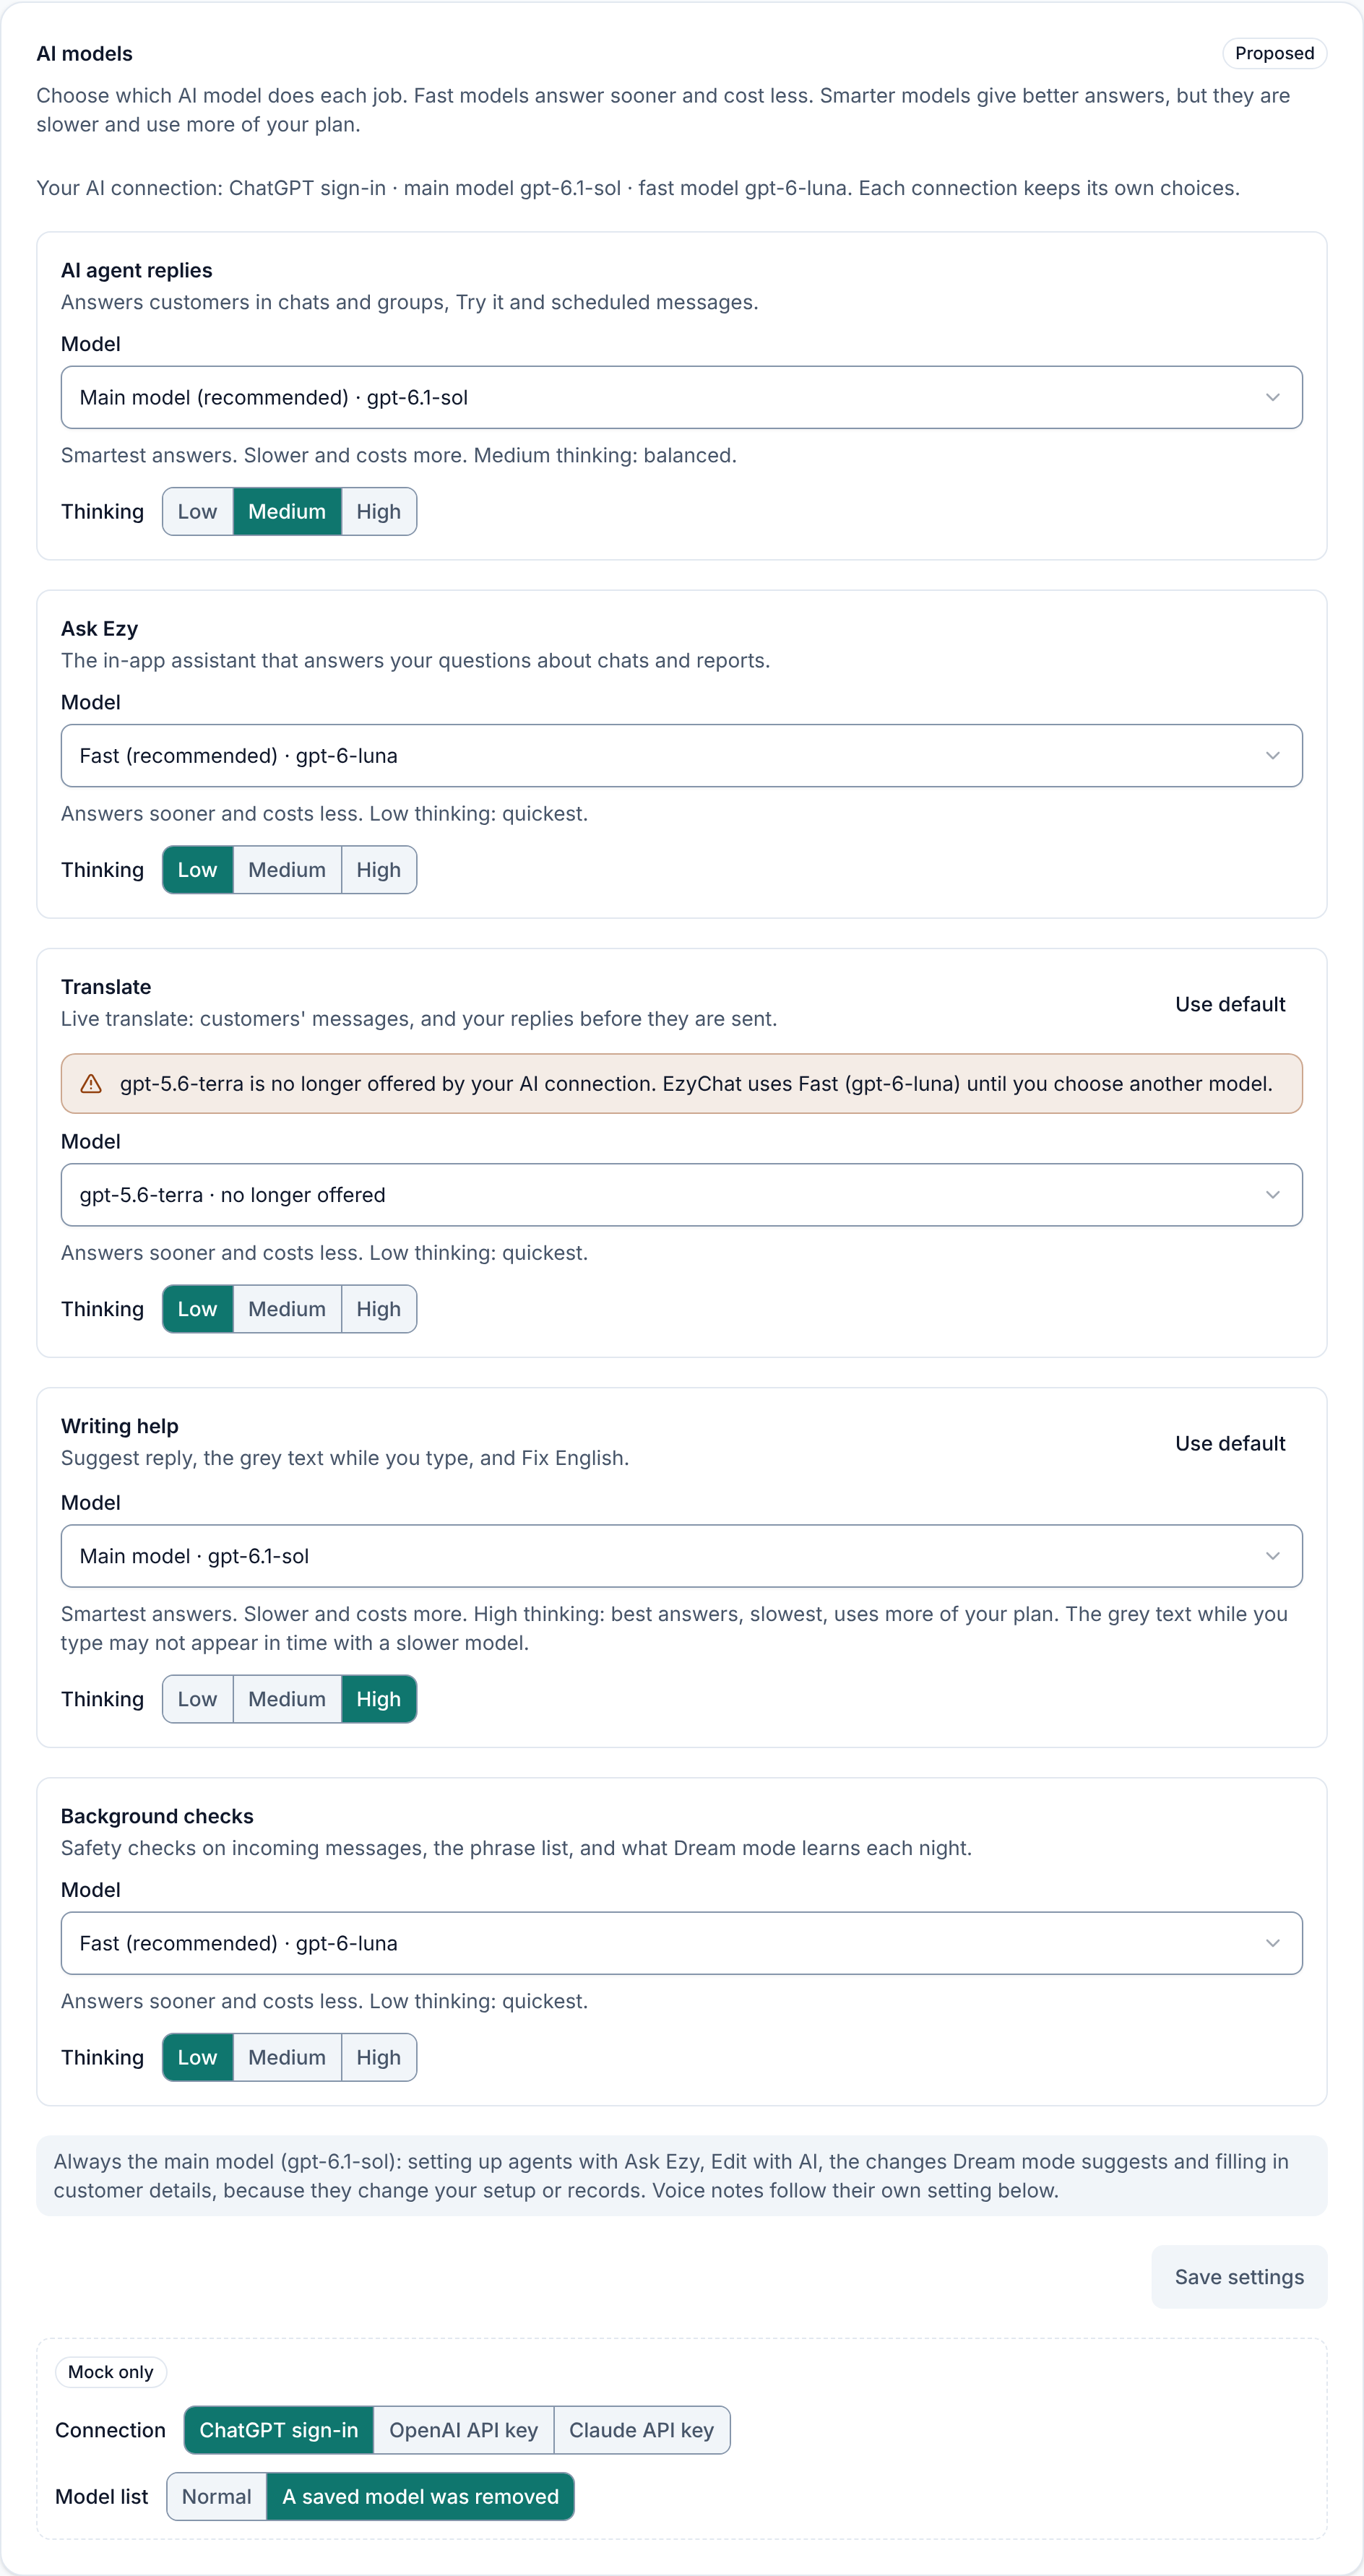 AI models
Proposed
Choose which AI model does each job. Fast models answer sooner and cost less. Smarter models give better answers, but they are
slower and use more of your plan.
Your AI connection: ChatGPT sign-in · main model gpt-6.1-sol · fast model gpt-6-luna. Each connection keeps its own choices.
AI agent replies
Answers customers in chats and groups, Try it and scheduled messages.
Model
Main model (recommended) · gpt-6.1-sol
Smartest answers. Slower and costs more. Medium thinking: balanced.
Thinking Low Medium High
Ask Ezy
The in-app assistant that answers your questions about chats and reports.
Model
Fast (recommended) · gpt-6-luna
Answers sooner and costs less. Low thinking: quickest.
Thinking Low Medium High
Translate
Use default
Live translate: customers' messages, and your replies before they are sent.
gpt-5.6-terra is no longer offered by your AI connection. EzyChat uses Fast (gpt-6-luna) until you choose another model.
Model
gpt-5.6-terra · no longer offered
Answers sooner and costs less. Low thinking: quickest.
Thinking Low Medium High
Writing help
Use default
Suggest reply, the grey text while you type, and Fix English.
Model
Main model · gpt-6.1-sol
Smartest answers. Slower and costs more. High thinking: best answers, slowest, uses more of your plan. The grey text while you
type may not appear in time with a slower model.
Thinking Low Medium High
Background checks
Safety checks on incoming messages, the phrase list, and what Dream mode learns each night.
Model
Fast (recommended) · gpt-6-luna
Answers sooner and costs less. Low thinking: quickest.
Thinking Low Medium High
Always the main model (gpt-6.1-sol): setting up agents with Ask Ezy, Edit with AI, the changes Dream mode suggests and filling in
customer details, because they change your setup or records. Voice notes follow their own setting below.
Save settings
Mock only
Connection ChatGPT sign-in OpenAI API key Claude API key
Model list Normal A saved model was removed